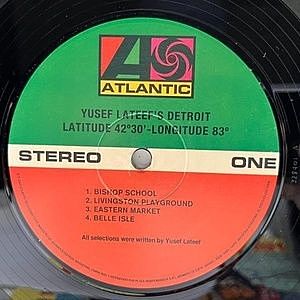 ATLANTIC
YUSEF LATEEF'S DETROIT
LATITUDE 42°30'-LONGITUDE 83°
STEREO ONE
1. BISHOP SCHOOL
2. LIVINGSTON PLAYGROUND
3. EASTERN MARKET
4. BELLE ISLE
All selections were written by Yusef Lateef